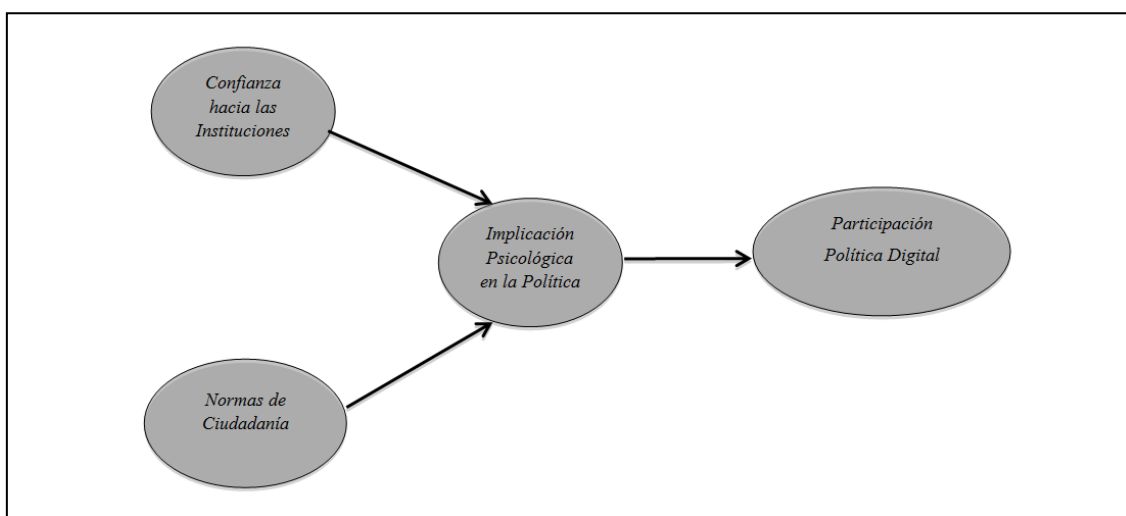 Confianza
hacia las
Instituciones
Implicación
Psicológica
en la Política
Participación
Política Digital
Normas de
Ciudadanía